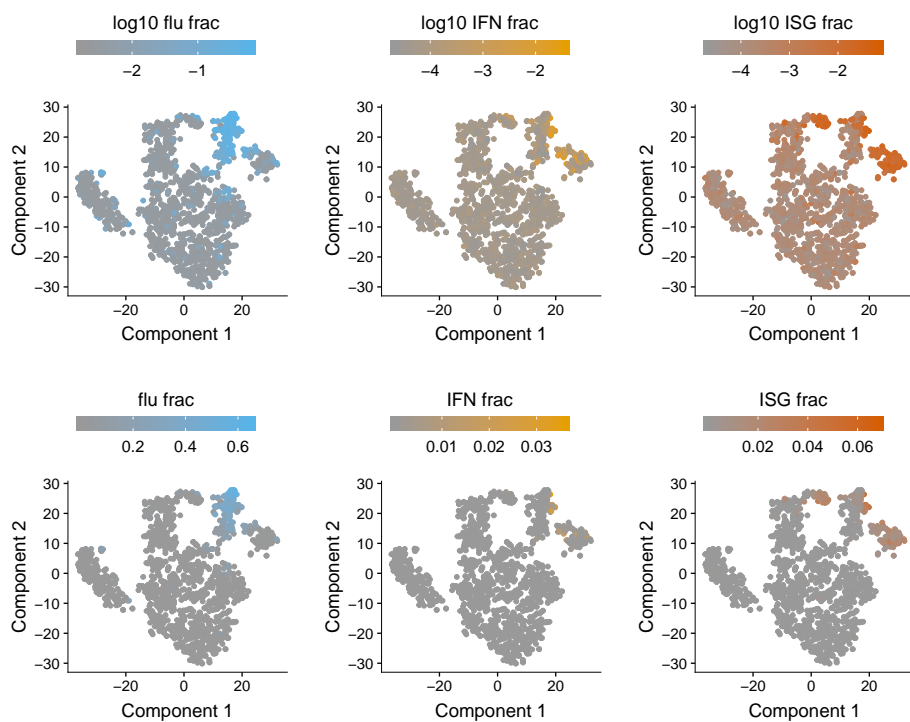 log10 flu frac
log10 IFN frac
log10 ISG frac
−2 −1
−4 −3 −2
−4 −3 −2
30
20
10
0
−10
−20
−30
Component 2
−20 0 20
Component 1
30
20
10
0
−10
−20
−30
Component 2
−20 0 20
Component 1
30
20
10
0
−10
−20
−30
Component 2
−20 0 20
Component 1
flu frac
IFN frac
ISG frac
0.2 0.4 0.6
0.01 0.02 0.03
0.02 0.04 0.06
30
20
10
0
−10
−20
−30
Component 2
−20 0 20
Component 1
30
20
10
0
−10
−20
−30
Component 2
−20 0 20
Component 1
30
20
10
0
−10
−20
−30
Component 2
−20 0 20
Component 1